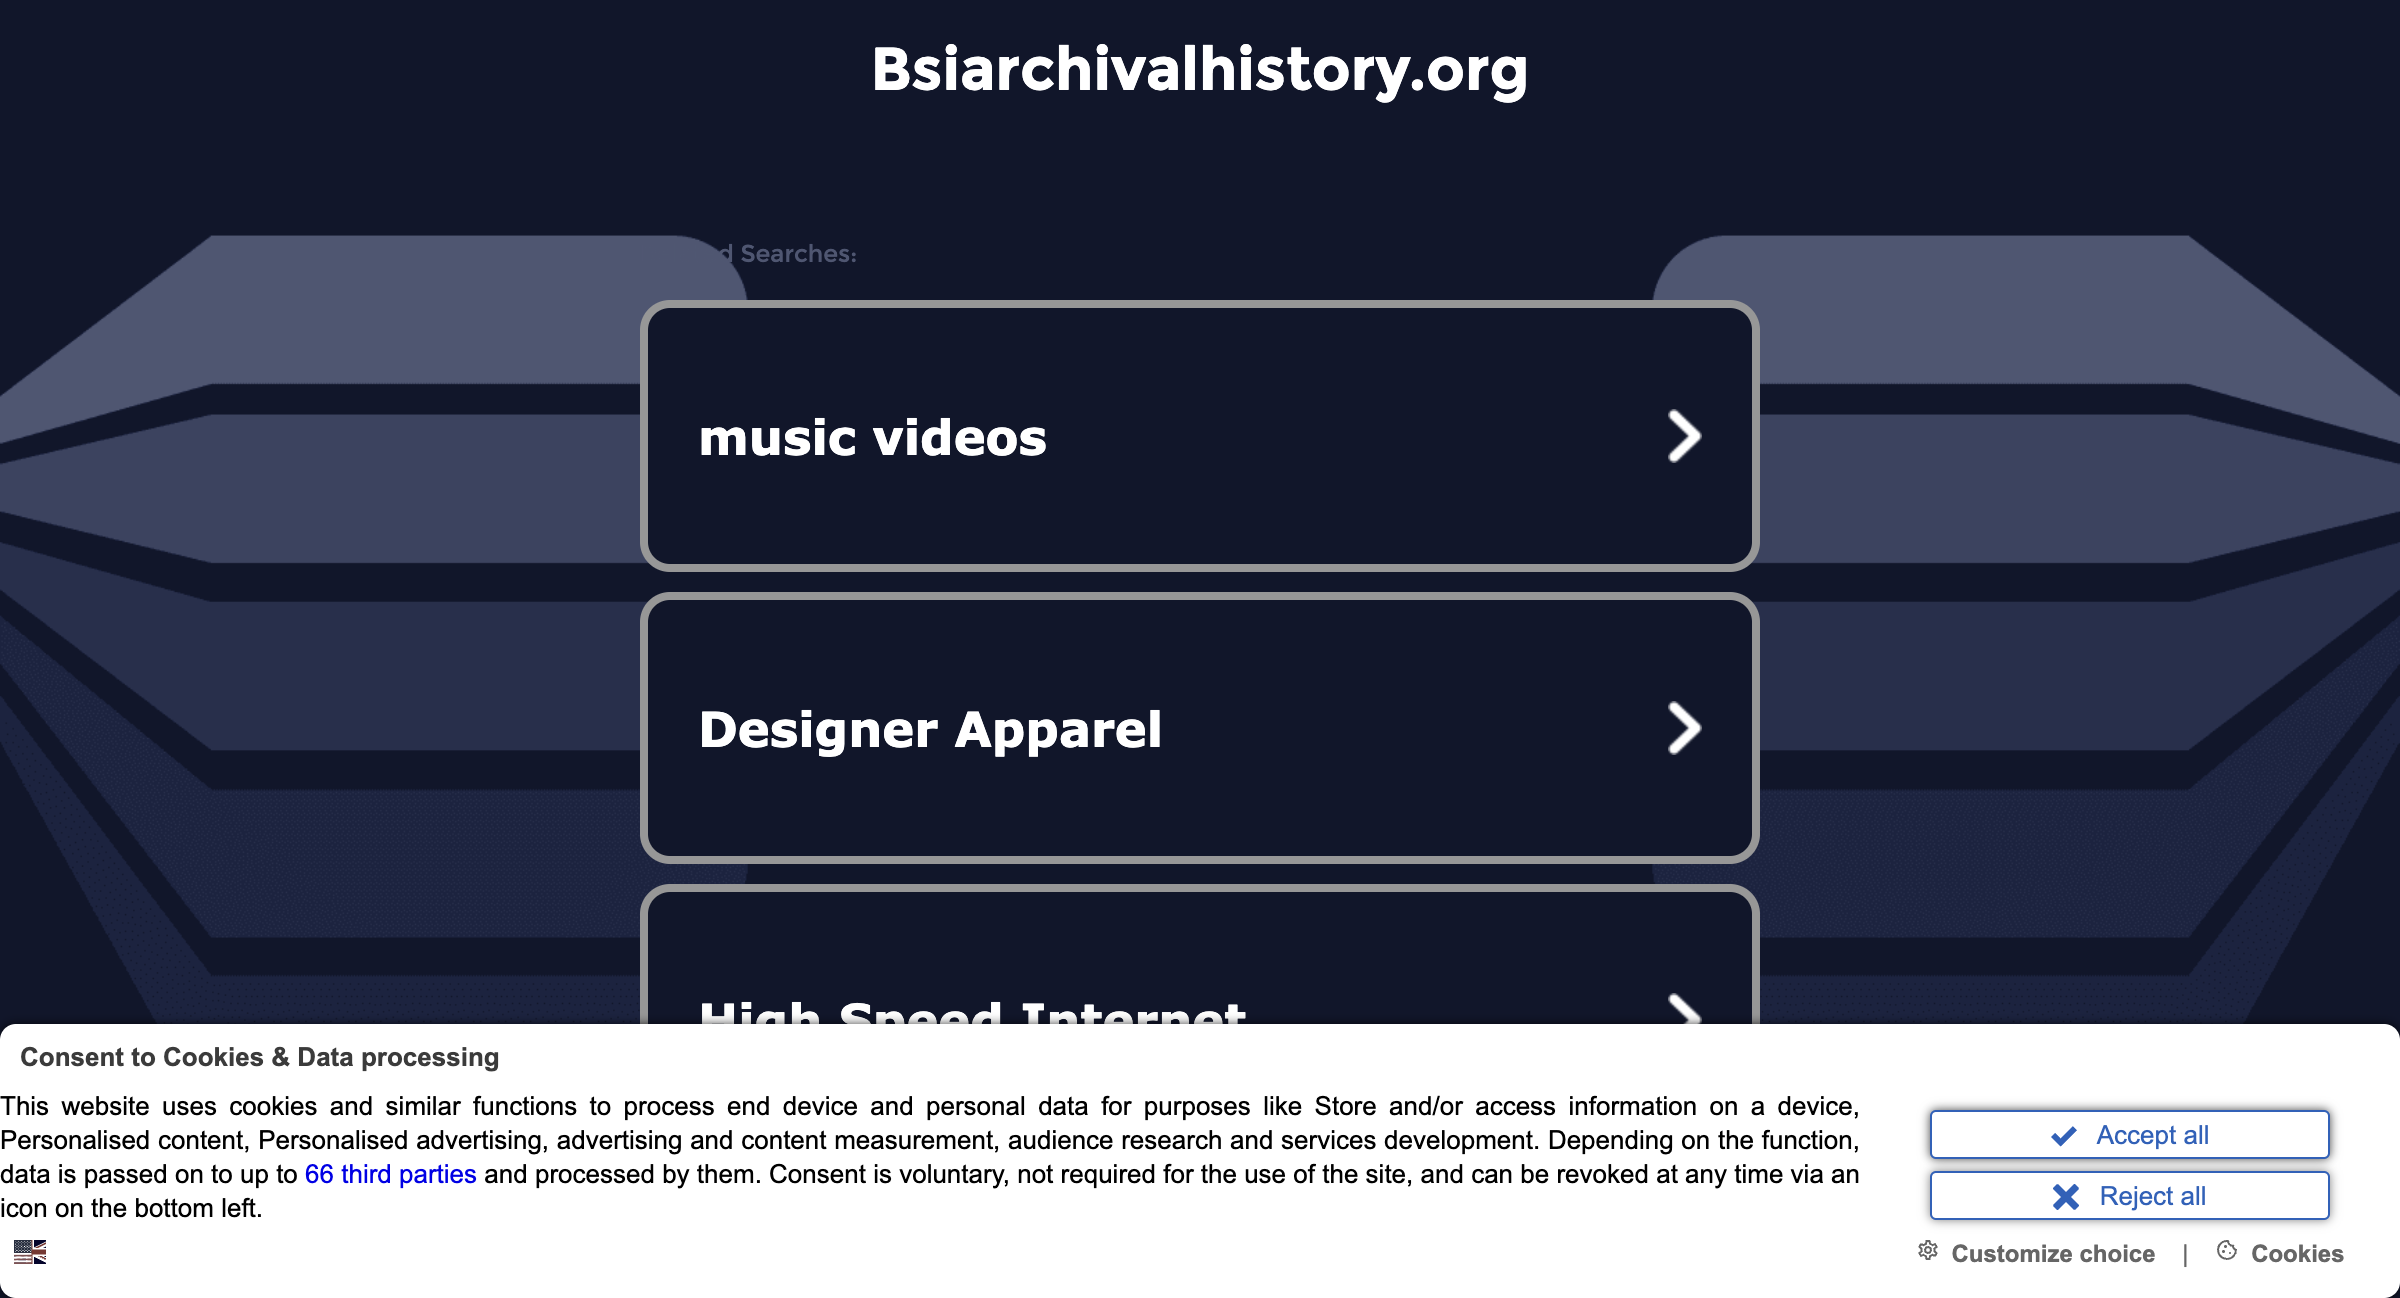 Bsiarchivalhistory.org
Searches:
music videos
Designer Apparel
High Speed Internet
Consent to Cookies & Data processing
This website uses cookies and similar functions to process end device and personal data for purposes like Store and/or access information on a device,
Personalised content, Personalised advertising, advertising and content measurement, audience research and services development. Depending on the function,
data is passed on to up to 66 third parties and processed by them. Consent is voluntary, not required for the use of the site, and can be revoked at any time via an
icon on the bottom left.
Accept all
Reject all
Customize choice | Cookies